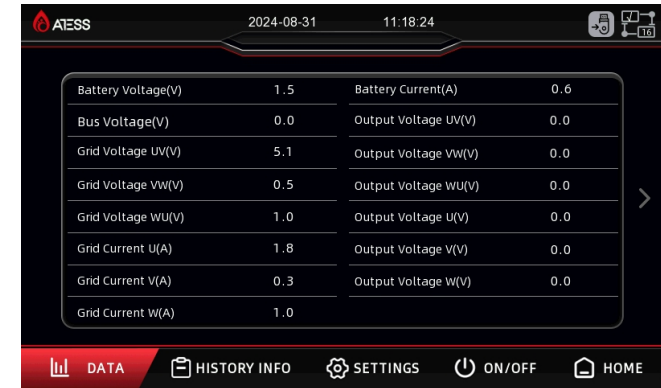 ATESS 2024-08-31 11:18:24
16
Battery Voltage(V) 1.5 Battery Current(A) 0.6
Bus Voltage(V) 0.0 Output Voltage UV(V) 0.0
Grid Voltage UV(V) 5.1 Output Voltage VW(V) 0.0
Grid Voltage VW(V) 0.5 Output Voltage WU(V) 0.0
Grid Voltage WU(V) 1.0 Output Voltage U(V) 0.0
Grid Current U(A) 1.8 Output Voltage V(V) 0.0
Grid Current V(A) 0.3 Output Voltage W(V) 0.0
Grid Current W(A) 1.0
DATA HISTORY INFO SETTINGS ON/OFF HOME